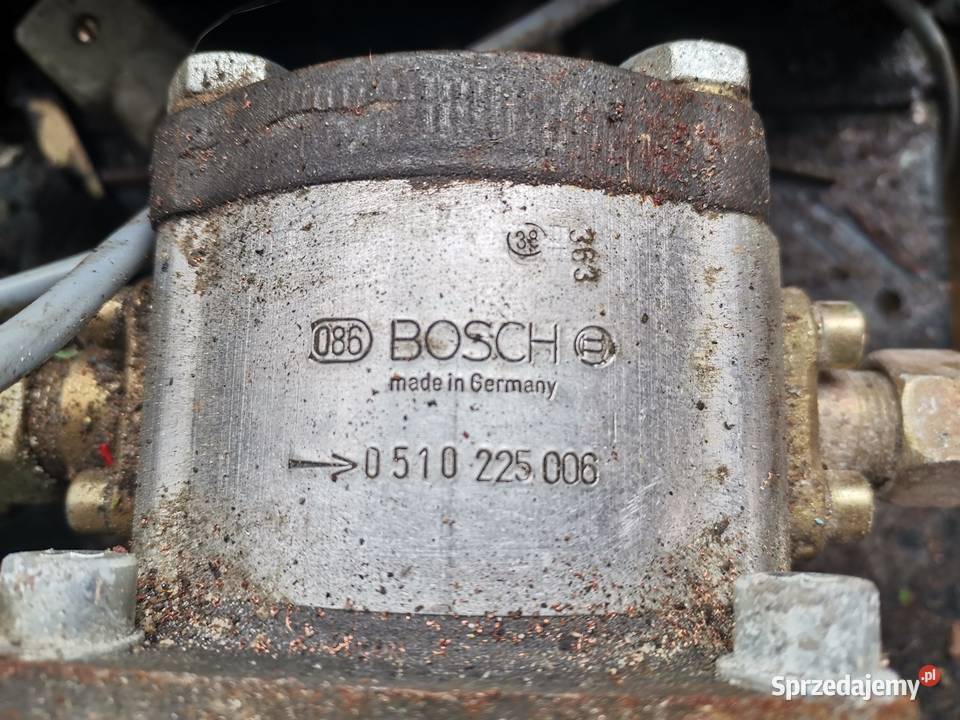 38
363
086 BOSCH
made in Germany
0 510 225 006
Sprzedajemy.pl